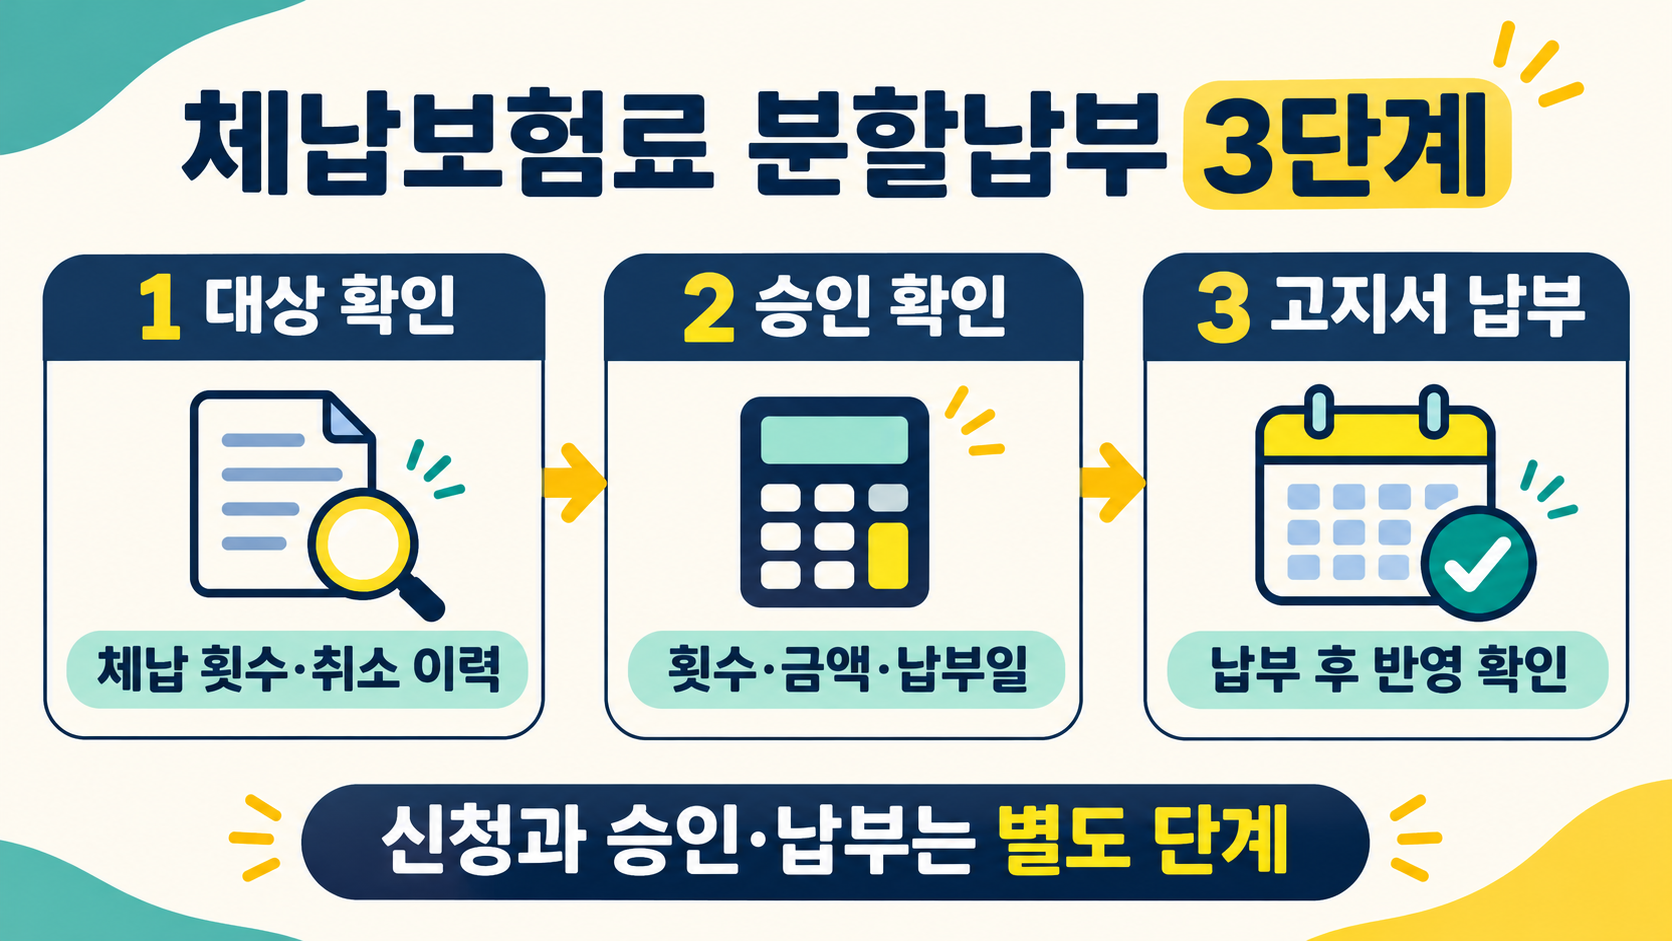 체납보험료 분할납부 3단계
1 대상 확인
체납 횟수·취소 이력
2 승인 확인
횟수·금액·납부일
3 고지서 납부
납부 후 반영 확인
신청과 승인·납부는 별도 단계